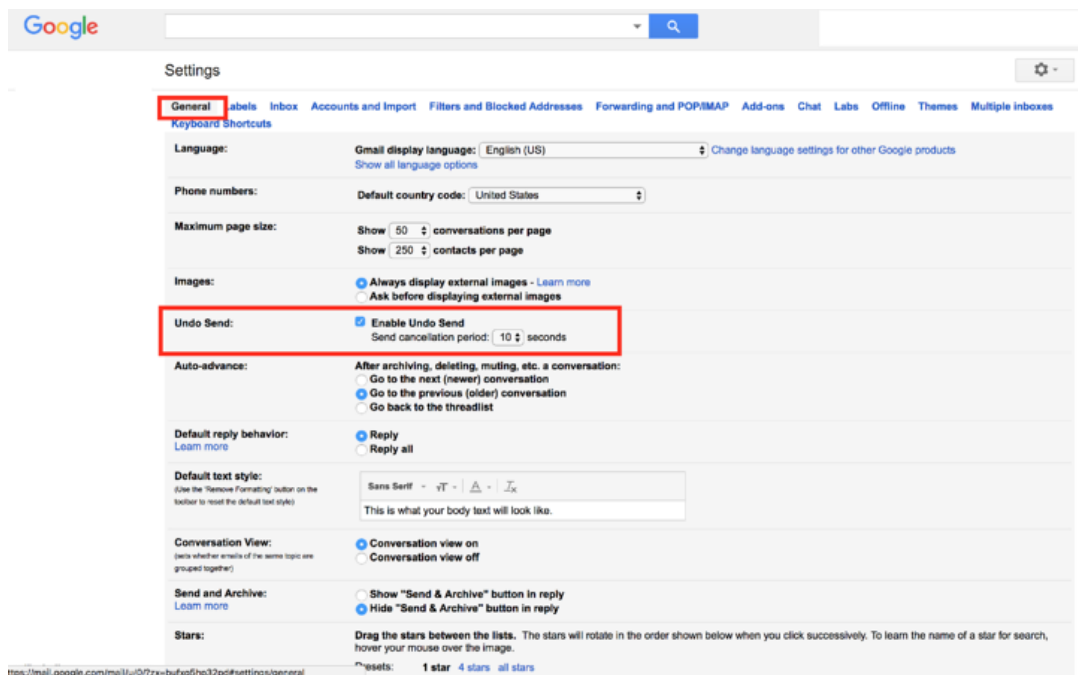 Google
Settings
General Labels Inbox Accounts and Import Filters and Blocked Addresses Forwarding and POP/IMAP Add-ons Chat Labs Offline Themes Multiple inboxes
Keyboard Shortcuts
Language: Gmail display language: English (US) Change language settings for other Google products
Show all language options
Phone numbers: Default country code: United States
Maximum page size: Show 50 conversations per page
Show 250 contacts per page
Images: Always display external images - Learn more
Ask before displaying external images
Undo Send: Enable Undo Send
Send cancellation period: 10 seconds
Auto-advance: After archiving, deleting, muting, etc. a conversation:
Go to the next (newer) conversation
Go to the previous (older) conversation
Go back to the threadlist
Default reply behavior: Reply
Learn more Reply all
Default text style:
(Use the 'Remove Formatting' button on the
toolbar to reset the default text style)
Sans Serif
This is what your body text will look like.
Conversation View: Conversation view on
(sets whether emails of the same topic are Conversation view off
grouped together)
Send and Archive: Show "Send & Archive" button in reply
Learn more Hide "Send & Archive" button in reply
Stars: Drag the stars between the lists. The stars will rotate in the order shown below when you click successively. To learn the name of a star for search,
hover your mouse over the image.
Presets: 1 star 4 stars all stars